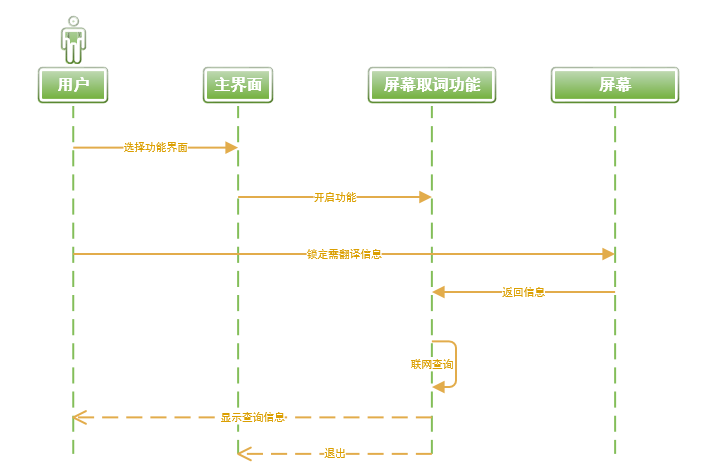 用户
主界面
屏幕取词功能
屏幕
选择功能界面
开启功能
锁定需翻译信息
返回信息
联网查询
显示查询信息
退出